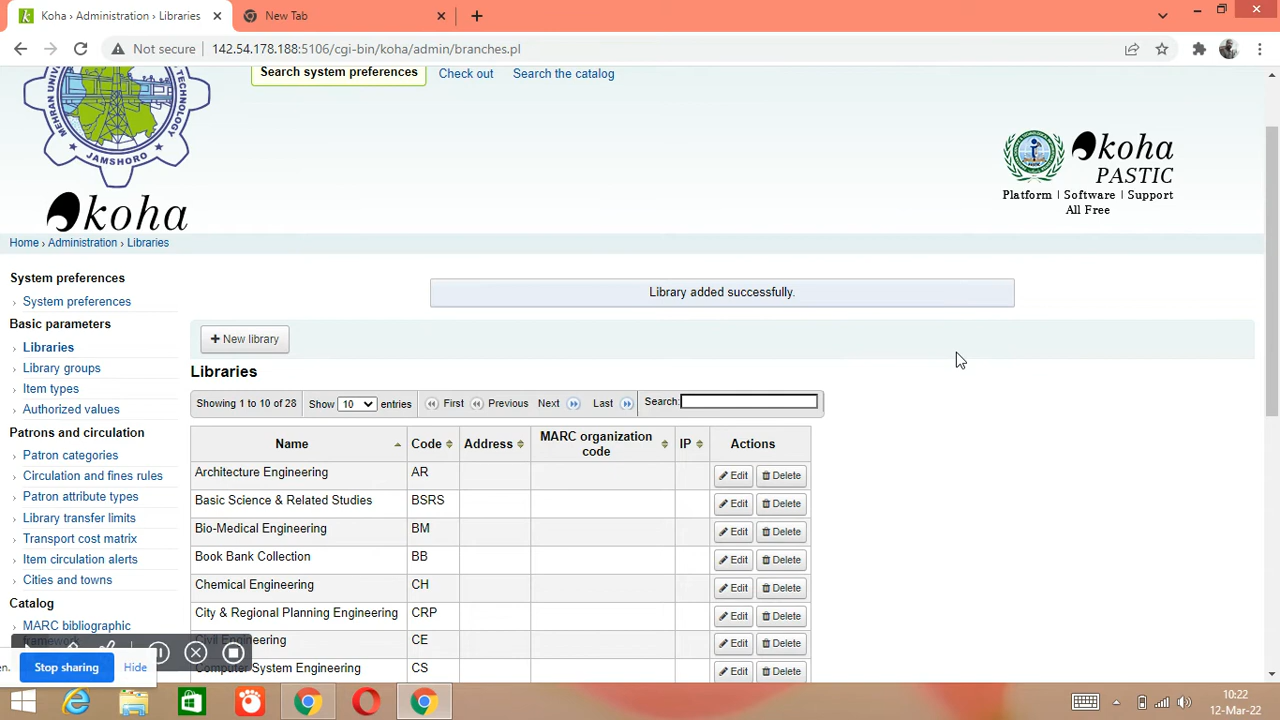 Koha › Administration › Libraries
New Tab
Not secure
142.54.178.188:5106/cgi-bin/koha/admin/branches.pl
Search system preferences
Check out
Search the catalog
MEHRAN UNIVERSITY
TECHNOLOGY
JAMSHORO
koha
koha
PASTIC
Platform | Software | Support
All Free
Home › Administration › Libraries
System preferences
System preferences
Basic parameters
Libraries
Library groups
Item types
Authorized values
Patrons and circulation
Patron categories
Circulation and fines rules
Patron attribute types
Library transfer limits
Transport cost matrix
Item circulation alerts
Cities and towns
Catalog
MARC bibliographic
framework
Library added successfully.
+ New library
Libraries
Showing 1 to 10 of 28
Show 10 entries
First
Previous
Next
Last
Search:
Name Code Address MARC organization code IP Actions
Architecture Engineering AR Edit Delete
Basic Science & Related Studies BSRS Edit Delete
Bio-Medical Engineering BM Edit Delete
Book Bank Collection BB Edit Delete
Chemical Engineering CH Edit Delete
City & Regional Planning Engineering CRP Edit Delete
Civil Engineering CE Edit Delete
Computer System Engineering CS Edit Delete
en.
Stop sharing
Hide
10:22
12-Mar-22